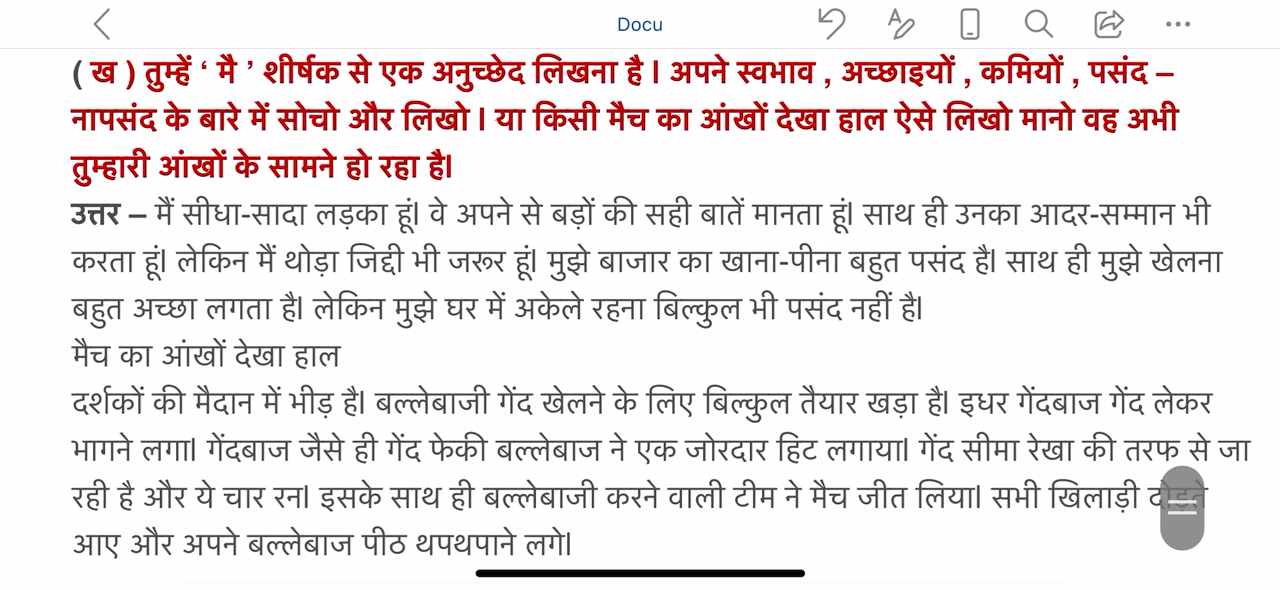 Docu
( ख ) तुम्हें ‘ मै ’ शीर्षक से एक अनुच्छेद लिखना है l अपने स्वभाव , अच्छाइयों , कमियों , पसंद –
नापसंद के बारे में सोचो और लिखो l या किसी मैच का आंखों देखा हाल ऐसे लिखो मानो वह अभी
तुम्हारी आंखों के सामने हो रहा हैl
उत्तर – मैं सीधा-सादा लड़का हूंl वे अपने से बड़ों की सही बातें मानता हूंl साथ ही उनका आदर-सम्मान भी
करता हूंl लेकिन मैं थोड़ा जिद्दी भी जरूर हूंl मुझे बाजार का खाना-पीना बहुत पसंद हैl साथ ही मुझे खेलना
बहुत अच्छा लगता हैl लेकिन मुझे घर में अकेले रहना बिल्कुल भी पसंद नहीं हैl
मैच का आंखों देखा हाल
दर्शकों की मैदान में भीड़ हैl बल्लेबाजी गेंद खेलने के लिए बिल्कुल तैयार खड़ा हैl इधर गेंदबाज गेंद लेकर
भागने लगाl गेंदबाज जैसे ही गेंद फेकी बल्लेबाज ने एक जोरदार हिट लगायाl गेंद सीमा रेखा की तरफ से जा
रही है और ये चार रनl इसके साथ ही बल्लेबाजी करने वाली टीम ने मैच जीत लियाl सभी खिलाड़ी दौड़ते
आए और अपने बल्लेबाज पीठ थपथपाने लगेl